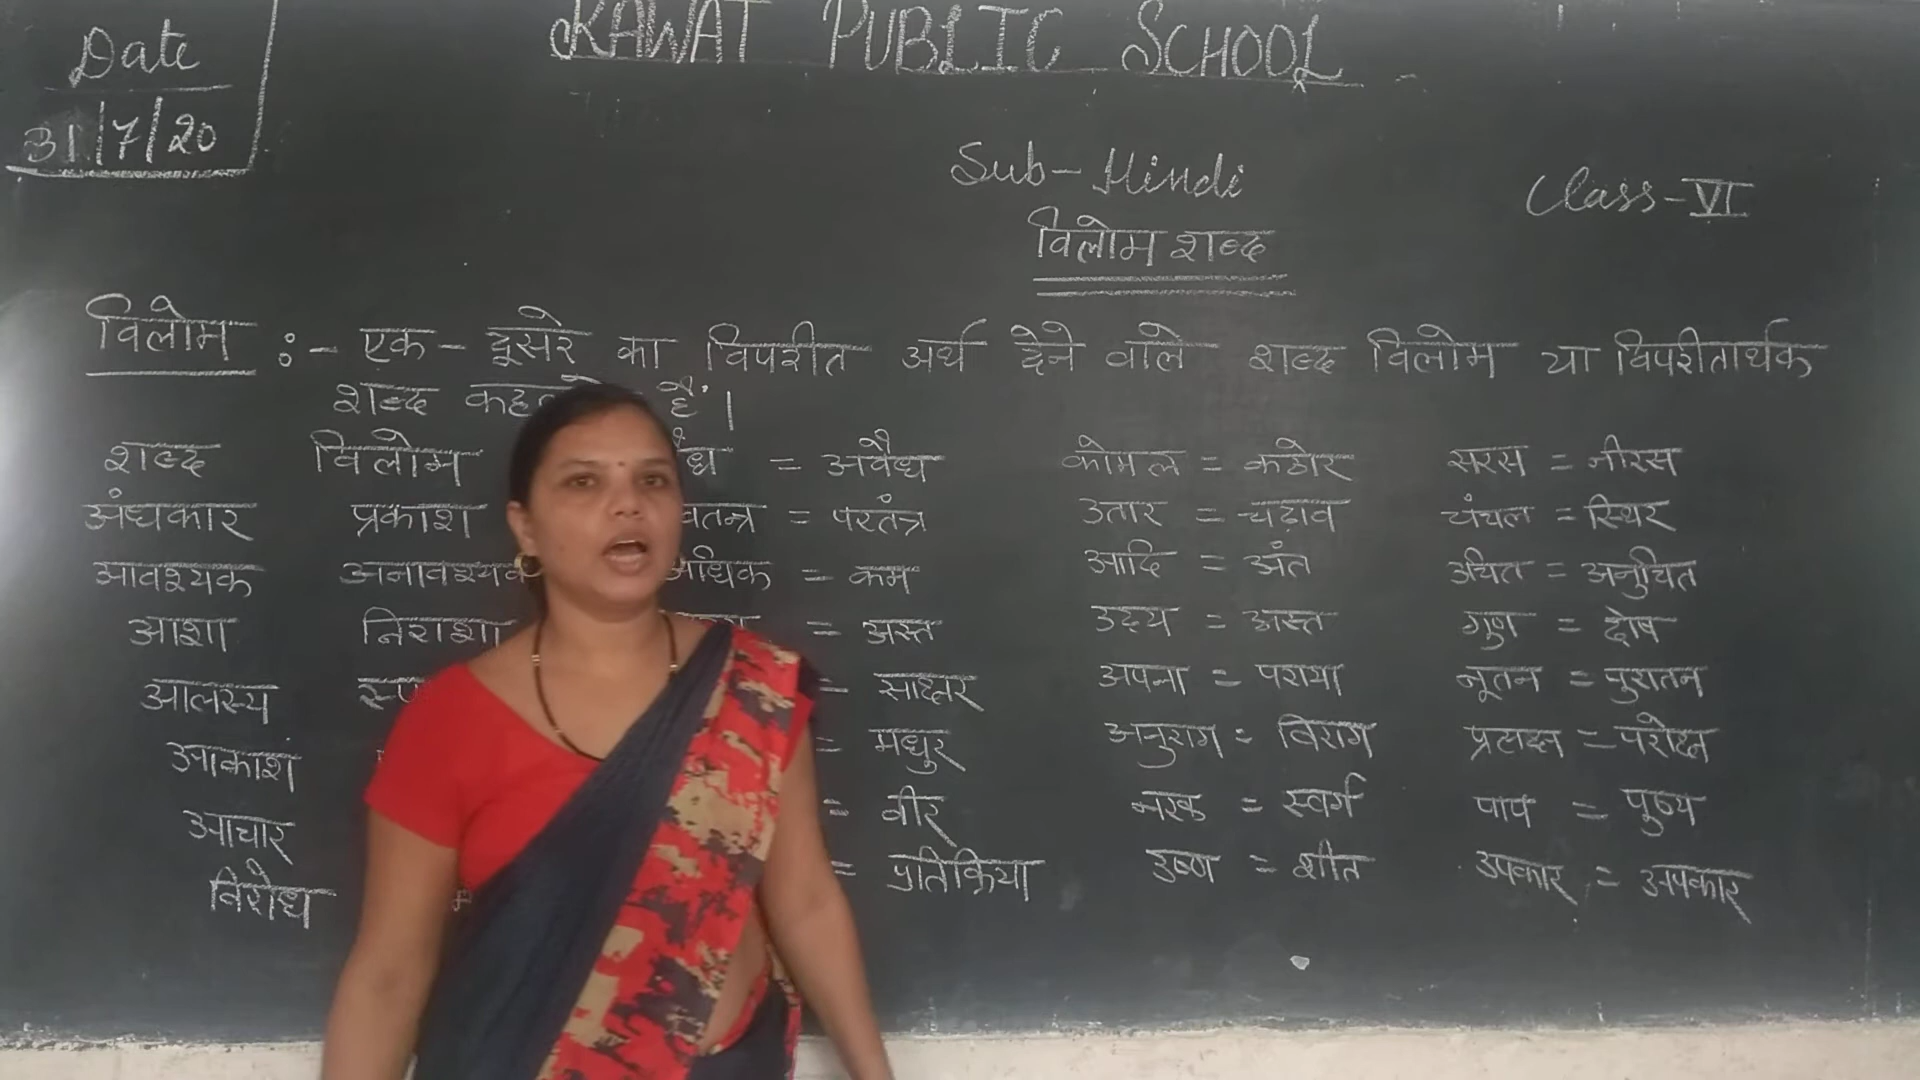 Date
31/7/20
RAWAT PUBLIC SCHOOL
Sub- Hindi
Class-VI
विलोम शब्द
विलोम :- एक - दूसरे का विपरीत अर्थ देने वाले शब्द विलोम या विपरीतार्थक
शब्द हैं।
शब्द विलोम = अवैध कोमल = कठोर सरस = नीरस
अंधकार प्रकाश = परतंत्र उतार = चढ़ाव चंचल = स्थिर
आवश्यक अनावश्यक अधिक = कम आदि = अंत उचित = अनुचित
आशा निराशा = अस्त उदय = अस्त गुण = दोष
आलस्य = साक्षर अपना = पराया नूतन = पुरातन
आकाश = मधुर अनुराग = विराग प्रत्यक्ष = परोक्ष
आचार = वीर नरक = स्वर्ग पाप = पुण्य
विरोध = प्रतिक्रिया उष्ण = शीत उपकार = अपकार